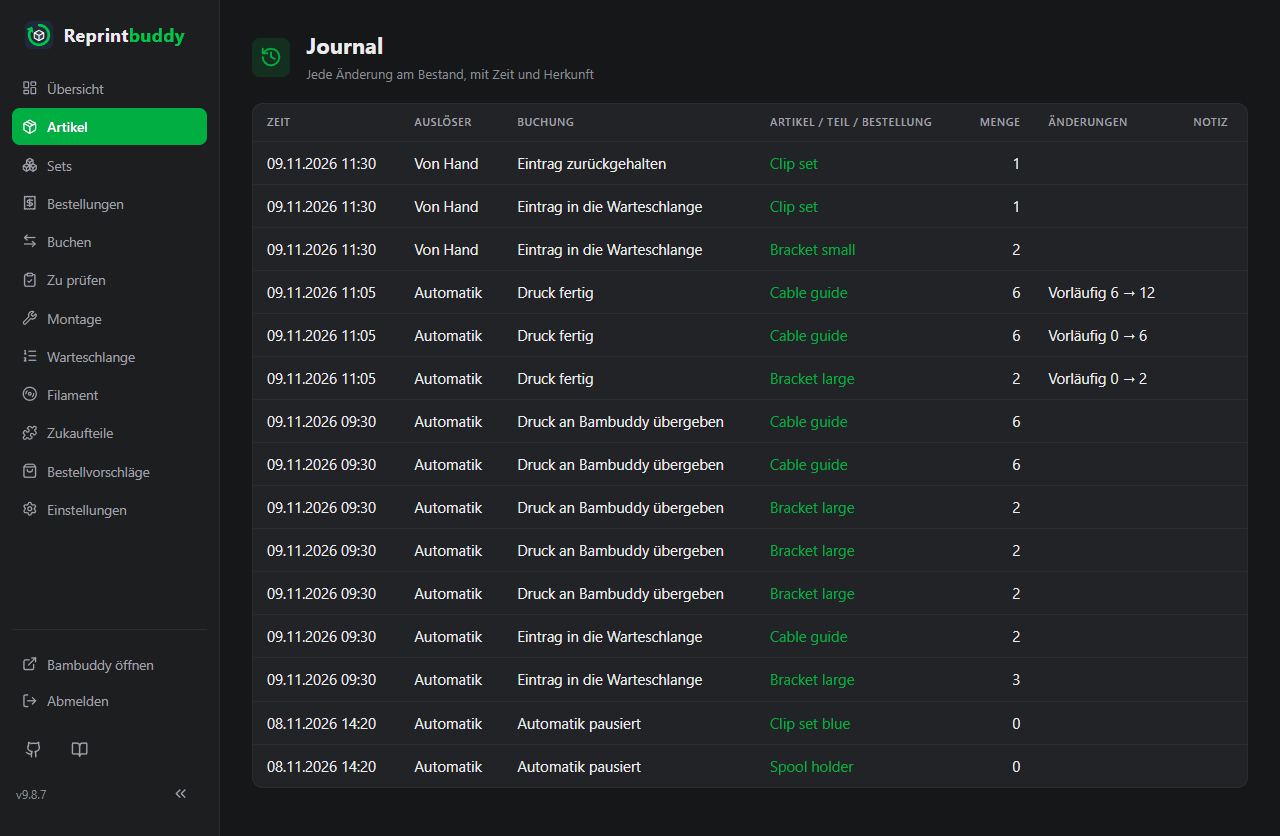 Reprintbuddy
Übersicht
Artikel
Sets
Bestellungen
Buchen
Zu prüfen
Montage
Warteschlange
Filament
Zukaufteile
Bestellvorschläge
Einstellungen
Bambuddy öffnen
Abmelden
v9.8.7
Journal
Jede Änderung am Bestand, mit Zeit und Herkunft
ZEIT AUSLÖSER BUCHUNG ARTIKEL / TEIL / BESTELLUNG MENGE ÄNDERUNGEN NOTIZ
09.11.2026 11:30 Von Hand Eintrag zurückgehalten Clip set 1
09.11.2026 11:30 Von Hand Eintrag in die Warteschlange Clip set 1
09.11.2026 11:30 Von Hand Eintrag in die Warteschlange Bracket small 2
09.11.2026 11:05 Automatik Druck fertig Cable guide 6 Vorläufig 6 → 12
09.11.2026 11:05 Automatik Druck fertig Cable guide 6 Vorläufig 0 → 6
09.11.2026 11:05 Automatik Druck fertig Bracket large 2 Vorläufig 0 → 2
09.11.2026 09:30 Automatik Druck an Bambuddy übergeben Cable guide 6
09.11.2026 09:30 Automatik Druck an Bambuddy übergeben Cable guide 6
09.11.2026 09:30 Automatik Druck an Bambuddy übergeben Bracket large 2
09.11.2026 09:30 Automatik Druck an Bambuddy übergeben Bracket large 2
09.11.2026 09:30 Automatik Druck an Bambuddy übergeben Bracket large 2
09.11.2026 09:30 Automatik Eintrag in die Warteschlange Cable guide 2
09.11.2026 09:30 Automatik Eintrag in die Warteschlange Bracket large 3
08.11.2026 14:20 Automatik Automatik pausiert Clip set blue 0
08.11.2026 14:20 Automatik Automatik pausiert Spool holder 0